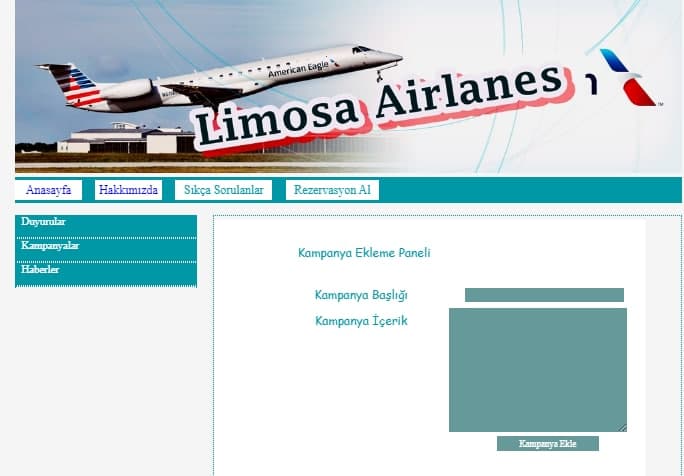 American Eagle
Limosa Airlanes
™
Anasayfa Hakkımızda Sıkça Sorulanlar Rezervasyon Al
Duyurular
Kampanyalar
Haberler
Kampanya Ekleme Paneli
Kampanya Başlığı
Kampanya İçerik
Kampanya Ekle